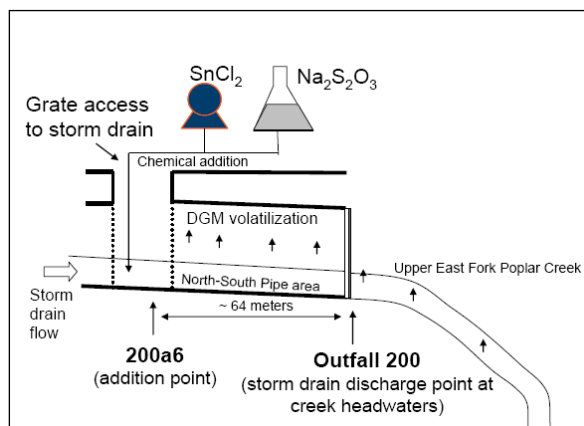 SnCl₂
Na₂S₂O₃
Grate access
to storm drain
Chemical addition
DGM volatilization
Upper East Fork Poplar Creek
North-South Pipe area
Storm
drain
flow
~ 64 meters
200a6
(addition point)
Outfall 200
(storm drain discharge point at
creek headwaters)